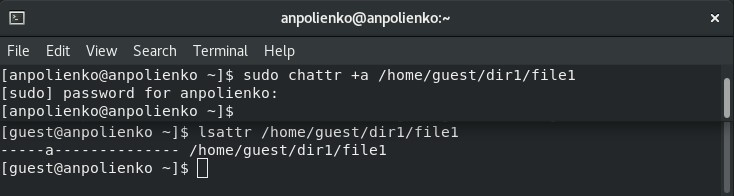 anpolienko@anpolienko:~
File Edit View Search Terminal Help
[anpolienko@anpolienko ~]$ sudo chattr +a /home/guest/dir1/file1
[sudo] password for anpolienko:
[anpolienko@anpolienko ~]$
[guest@anpolienko ~]$ lsattr /home/guest/dir1/file1
-----a-------------- /home/guest/dir1/file1
[guest@anpolienko ~]$